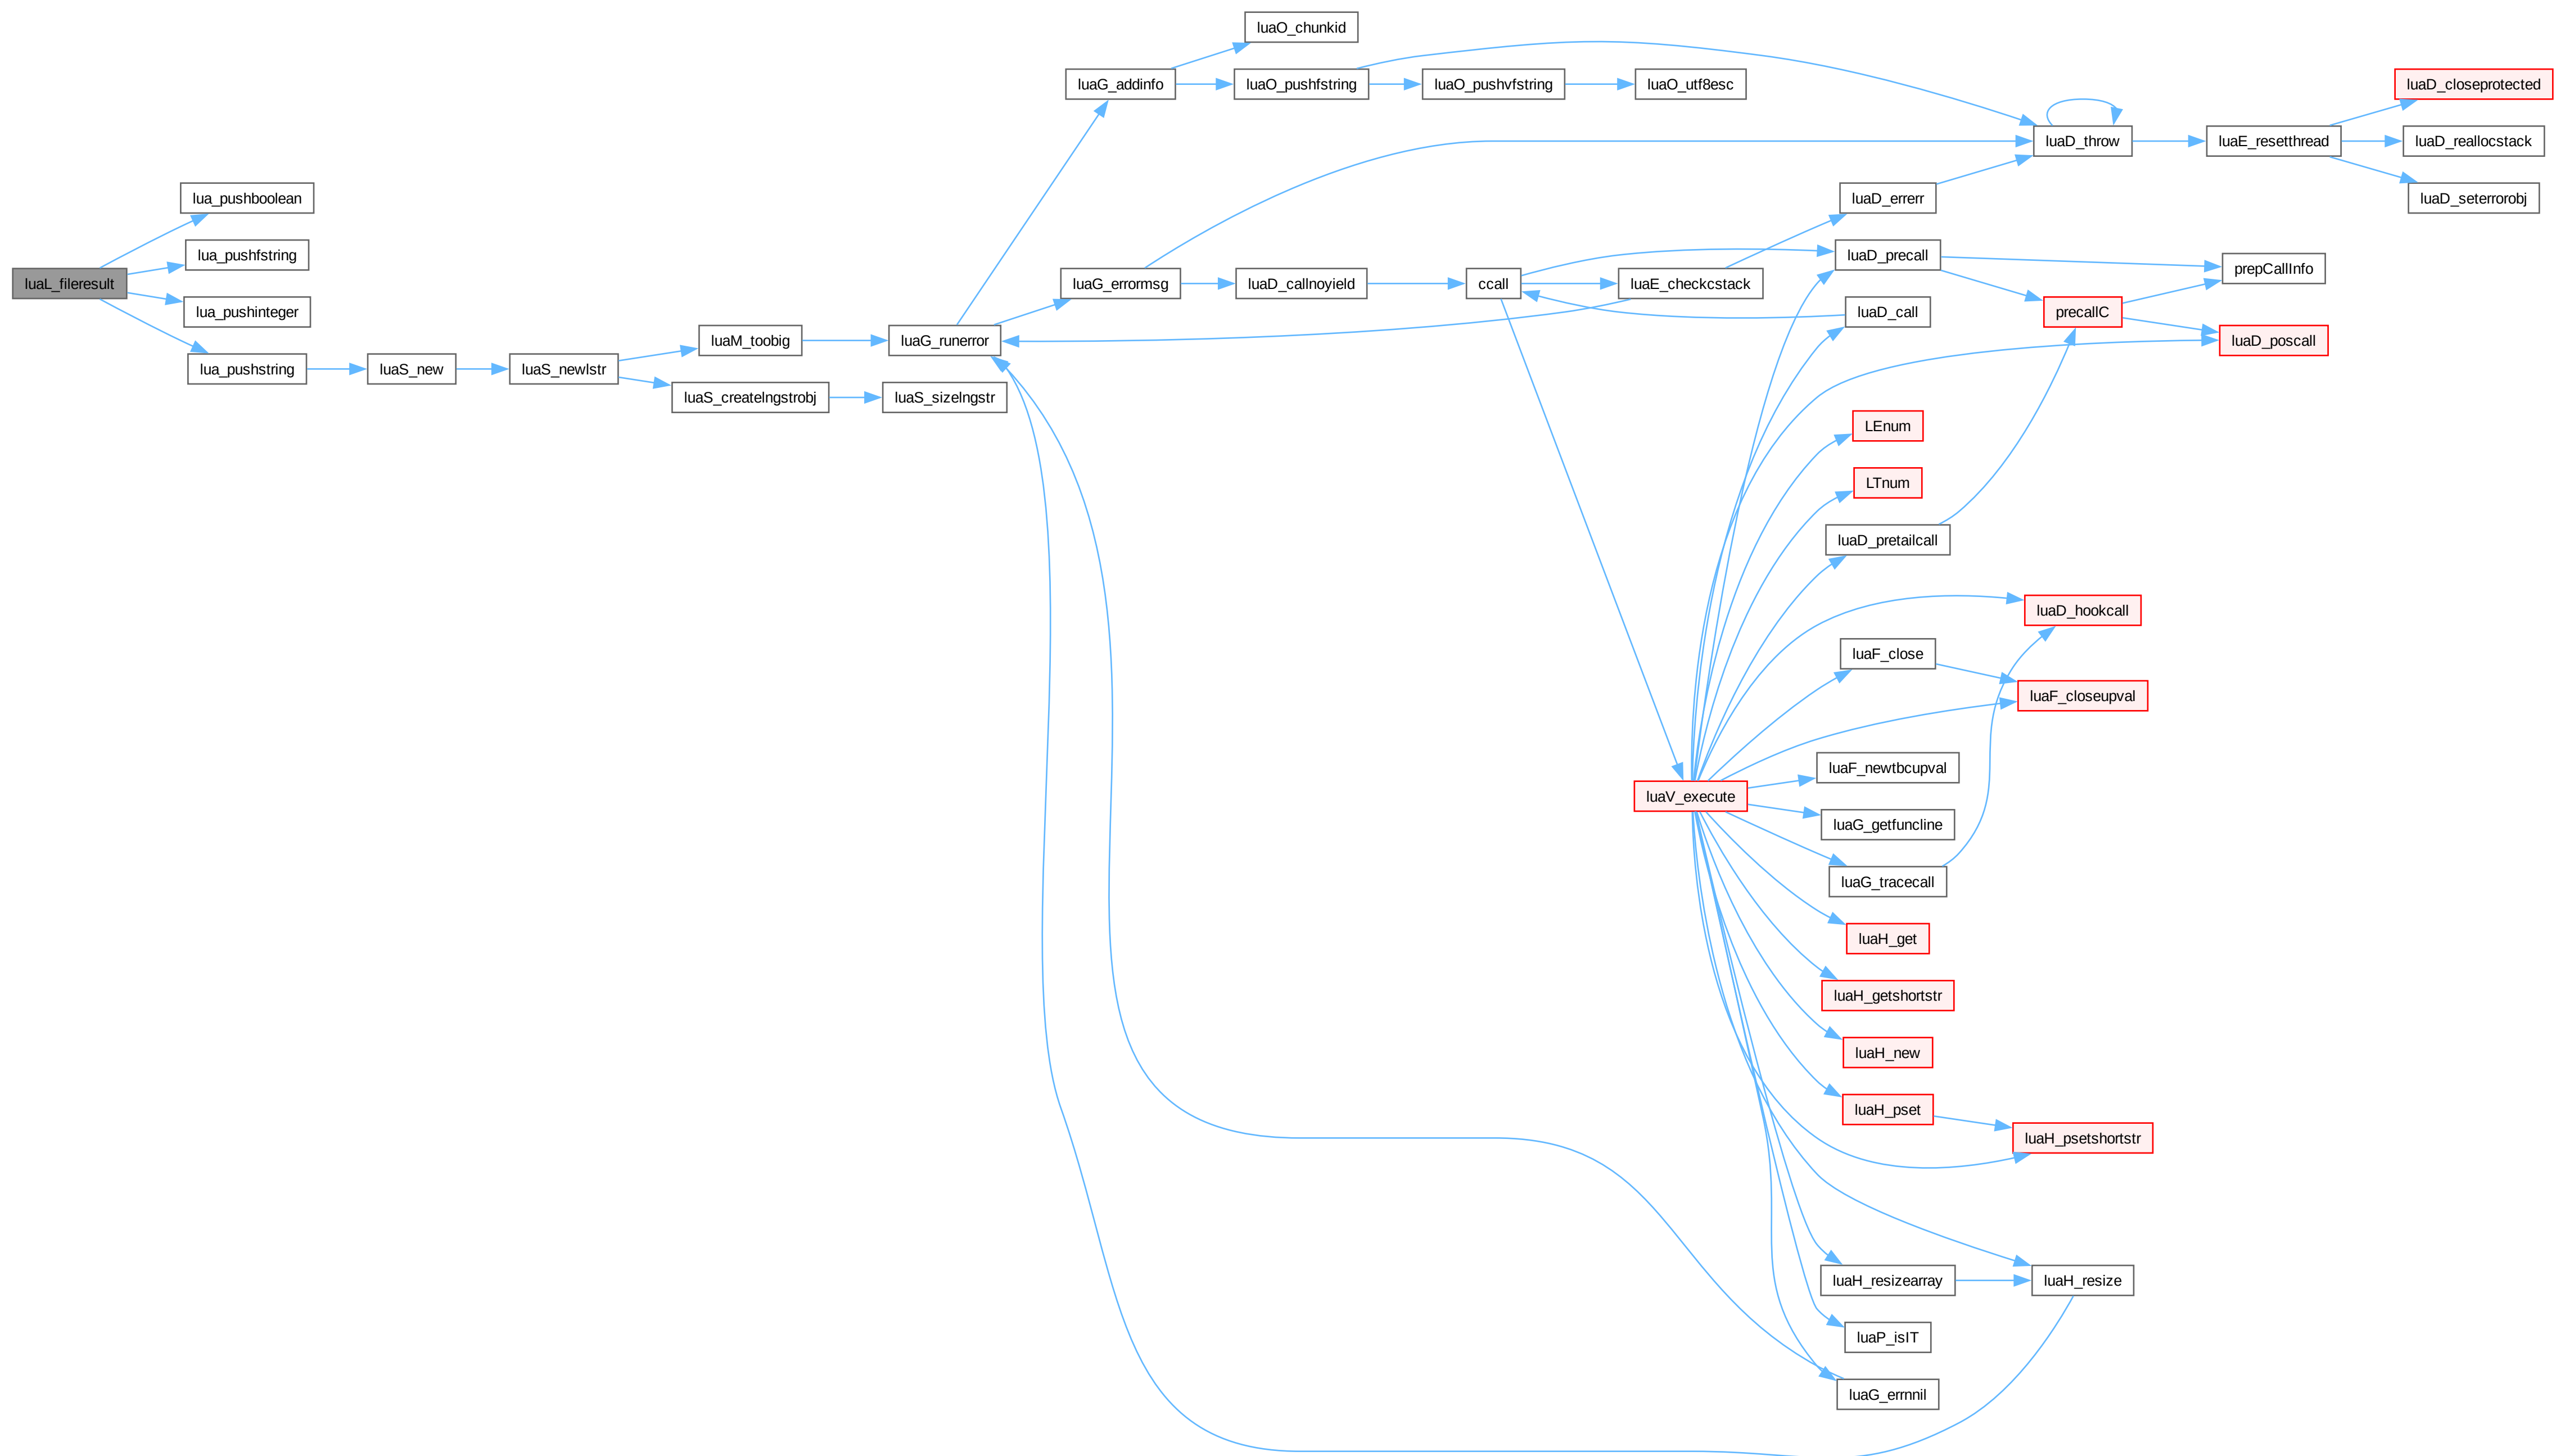 luaO_chunkid
luaG_addinfo
luaO_pushfstring
luaO_pushvfstring
luaO_utf8esc
luaD_closeprotected
luaD_throw
luaE_resetthread
luaD_reallocstack
lua_pushboolean
luaD_errerr
luaD_seterrorobj
lua_pushfstring
luaD_precall
prepCallInfo
luaL_fileresult
luaG_errormsg
luaD_callnoyield
ccall
luaE_checkcstack
lua_pushinteger
luaD_call
precallC
luaM_toobig
luaG_runerror
luaD_poscall
lua_pushstring
luaS_new
luaS_newlstr
luaS_createlngstrobj
luaS_sizelngstr
LEnum
LTnum
luaD_pretailcall
luaD_hookcall
luaF_close
luaF_closeupval
luaF_newtbcupval
luaV_execute
luaG_getfuncline
luaG_tracecall
luaH_get
luaH_getshortstr
luaH_new
luaH_pset
luaH_psetshortstr
luaH_resizearray
luaH_resize
luaP_isIT
luaG_errnnil